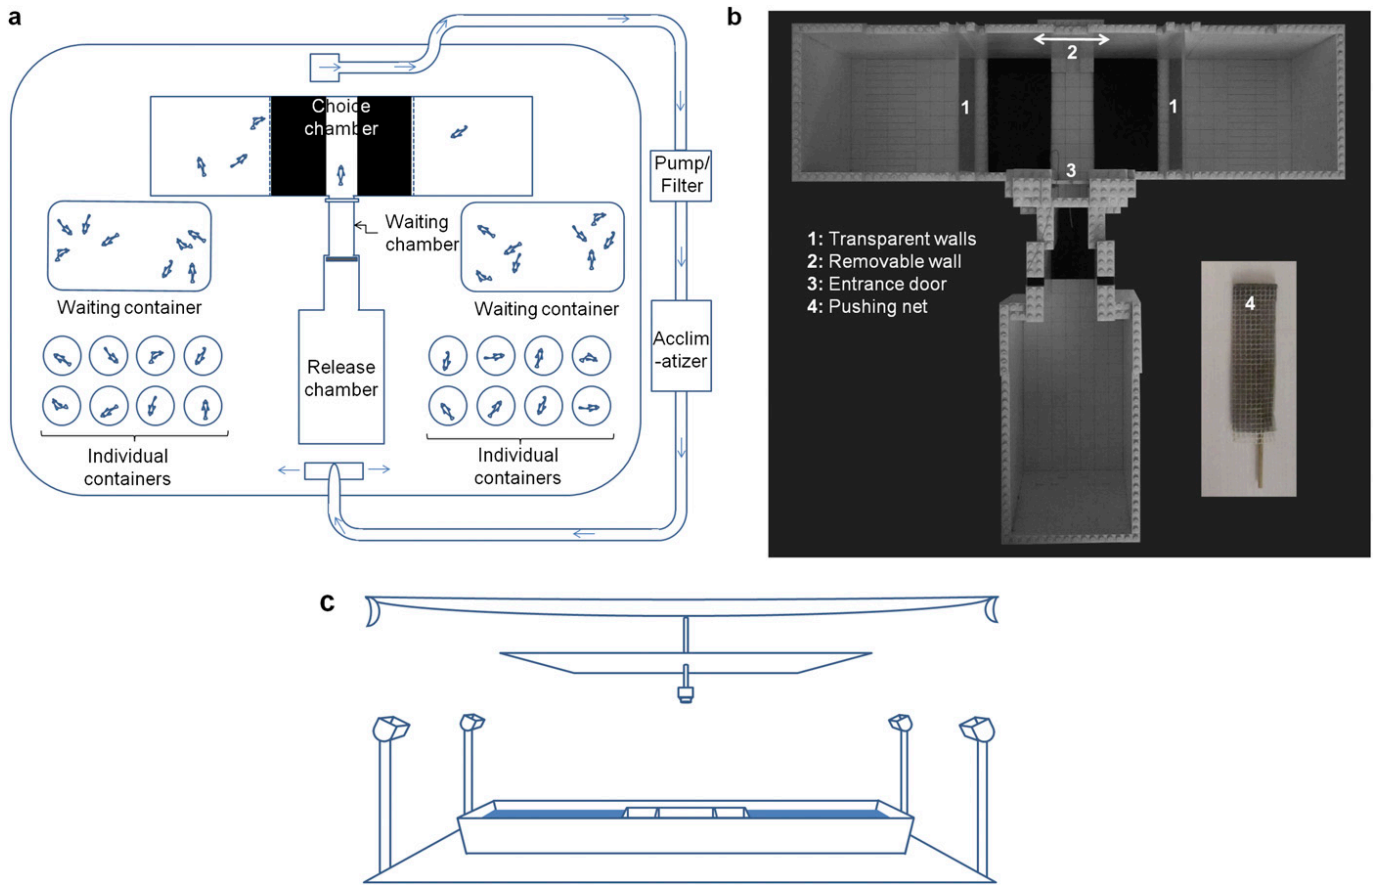 a
Choice
chamber
Pump/
Filter
Waiting
chamber
Waiting container
Waiting container
Acclim
-atizer
Release
chamber
Individual
containers
Individual
containers
b
2
1
1
3
1: Transparent walls
2: Removable wall
3: Entrance door
4: Pushing net
4
c